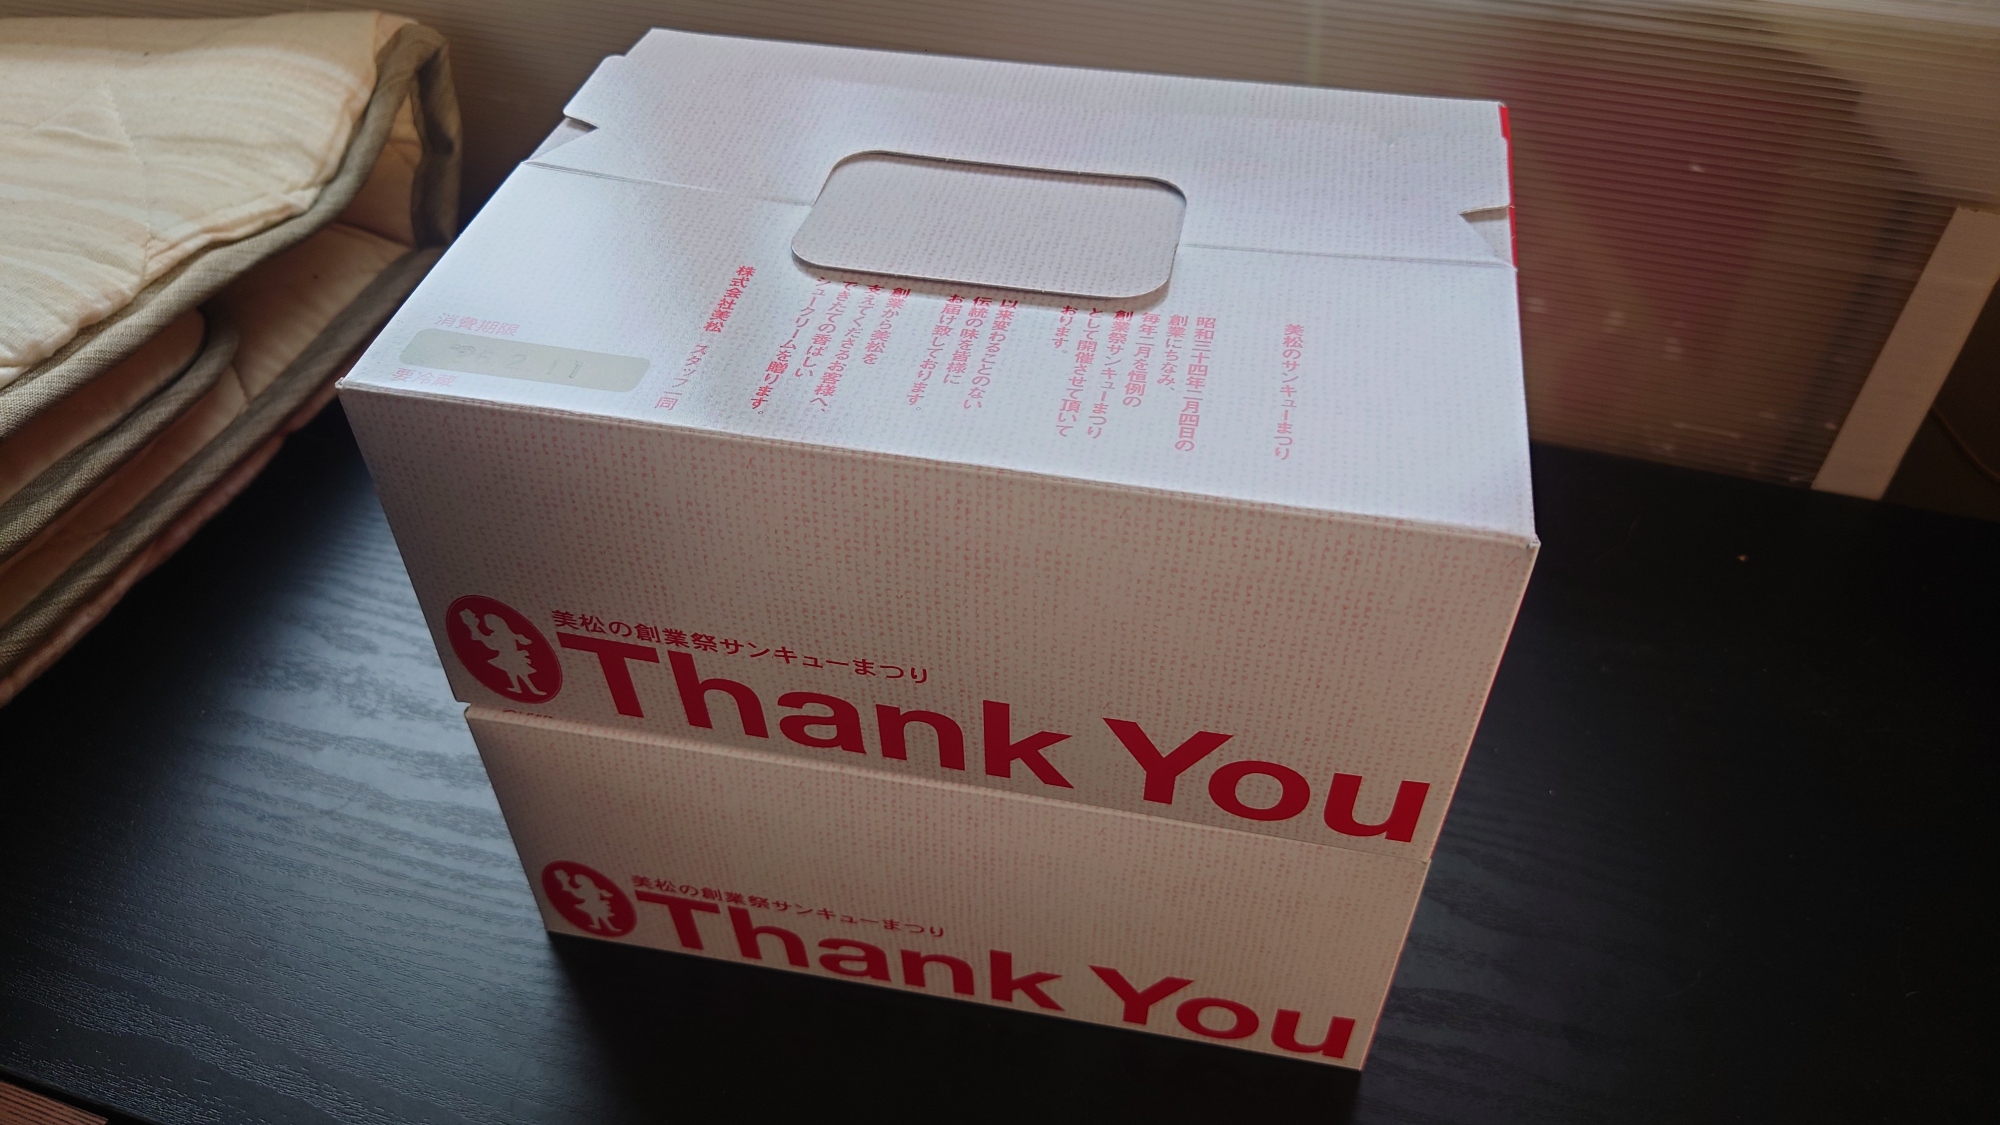 美松のサンキューまつり
昭和三十四年二月四日の
創業にちなみ、
毎年二月を恒例の
創業祭サンキューまつり
として開催させて頂いて
おります。
以来変わることのない
伝統の味を皆様に
お届け致しております。
創業から美松を
支えてくださるお客様へ、
できたての香ばしい
シュークリームを贈ります。
株式会社美松 スタッフ一同
消費期限
要冷蔵
美松の創業祭サンキューまつり
Thank You
美松の創業祭サンキューまつり
Thank You